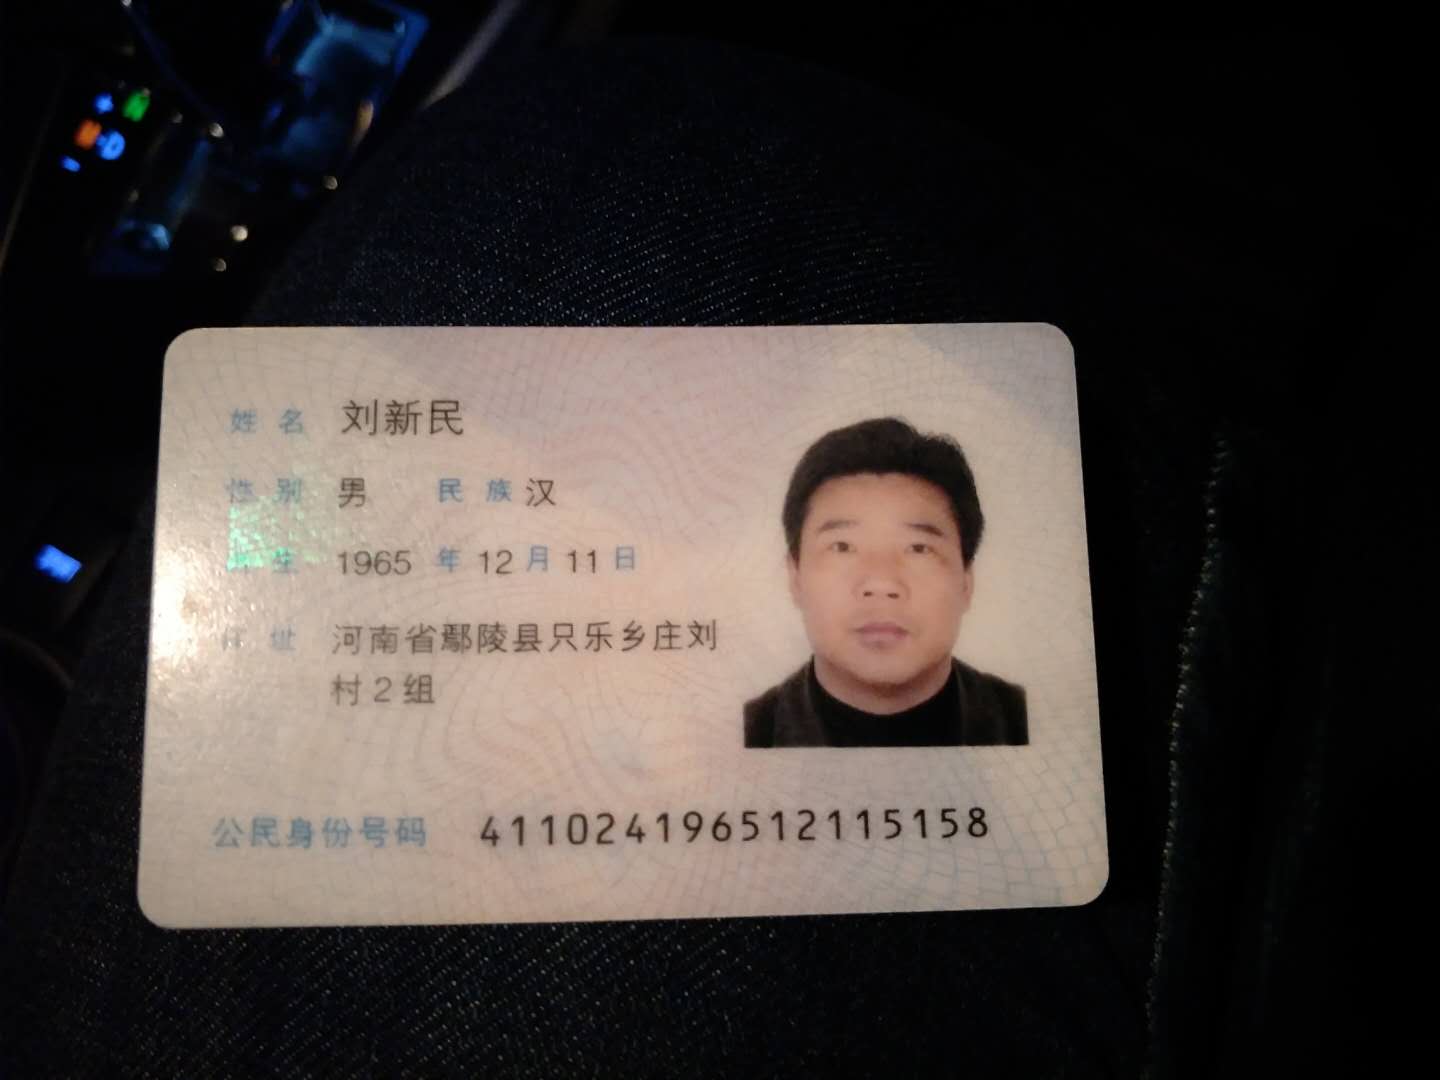 姓名 刘新民
性别 男 民族 汉
出生 1965 年 12 月 11 日
住址 河南省鄢陵县只乐乡庄刘
村2组
公民身份号码 411024196512115158